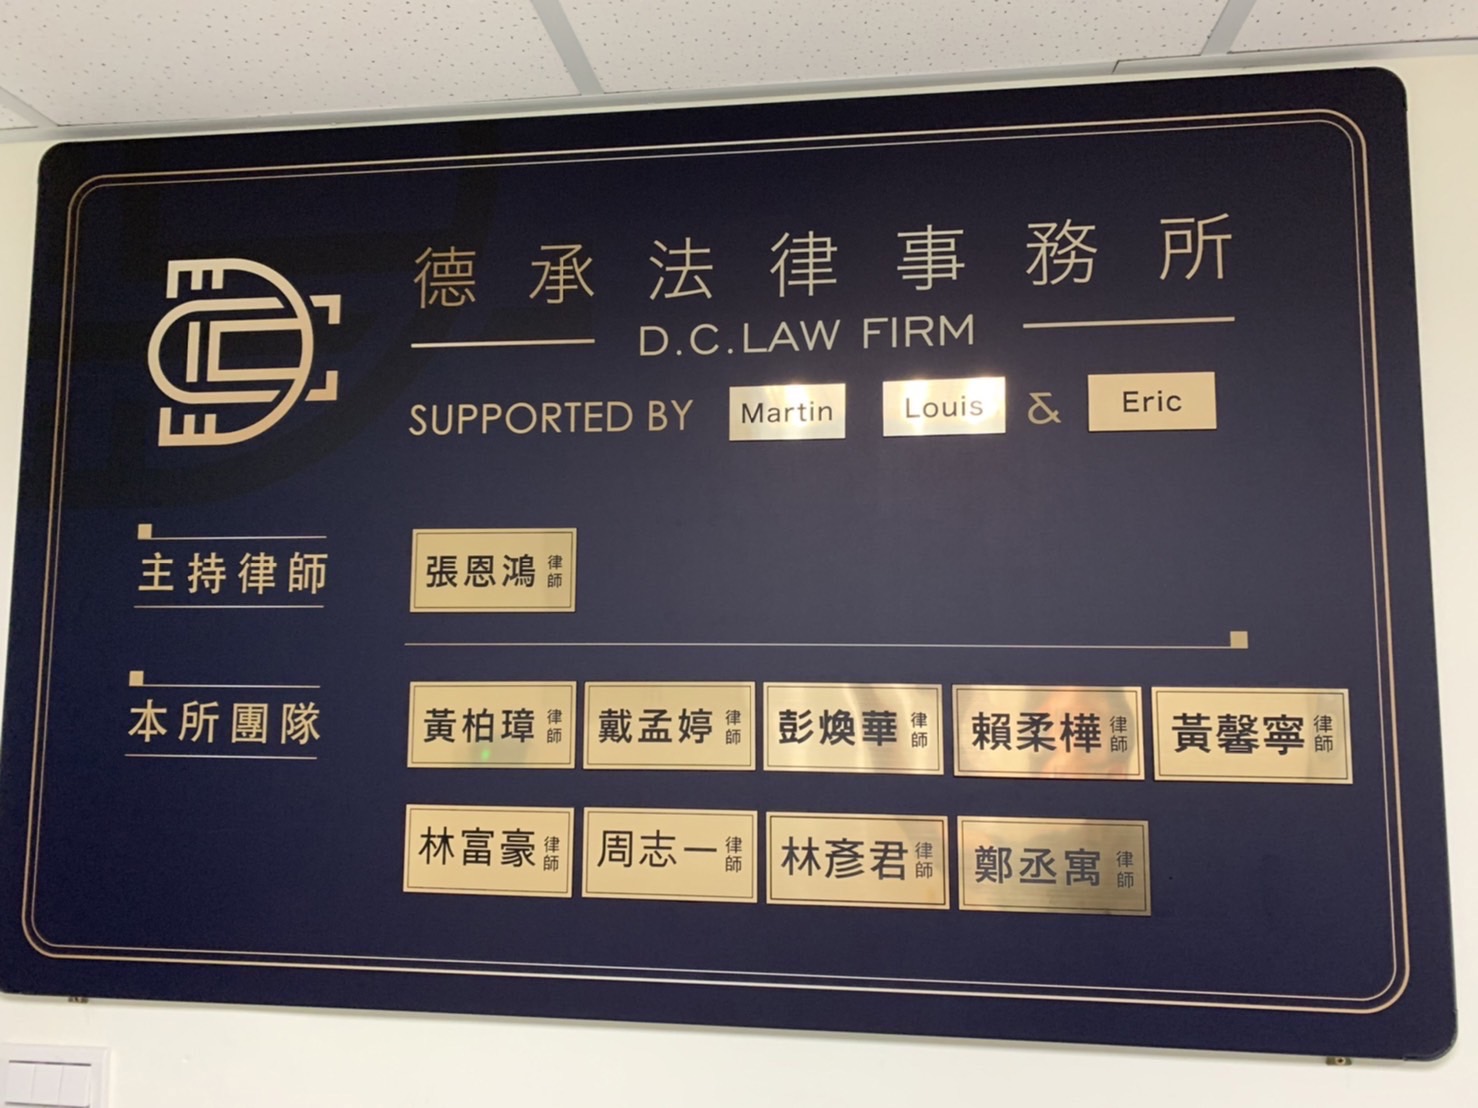 德承法律事務所
D.C.LAW FIRM
SUPPORTED BY Martin Louis & Eric
主持律師
張恩鴻 律師
本所團隊
黃柏璋 律師 戴孟婷 律師 彭煥華 律師 賴柔樺 律師 黃馨寧 律師
林富豪 律師 周志一 律師 林彥君 律師 鄭丞寓 律師